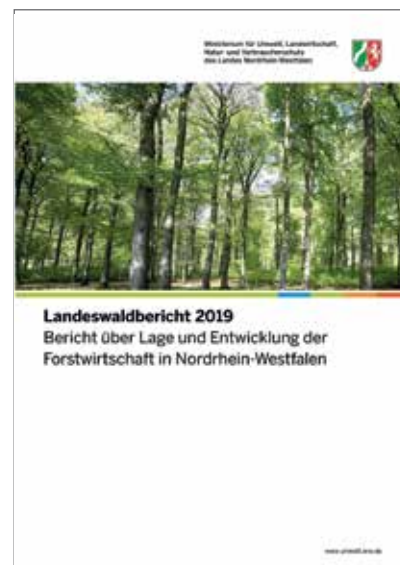 Ministerium für Umwelt, Landwirtschaft,
Natur- und Verbraucherschutz
des Landes Nordrhein-Westfalen
Landeswaldbericht 2019
Bericht über Lage und Entwicklung der
Forstwirtschaft in Nordrhein-Westfalen
www.umwelt.nrw.de